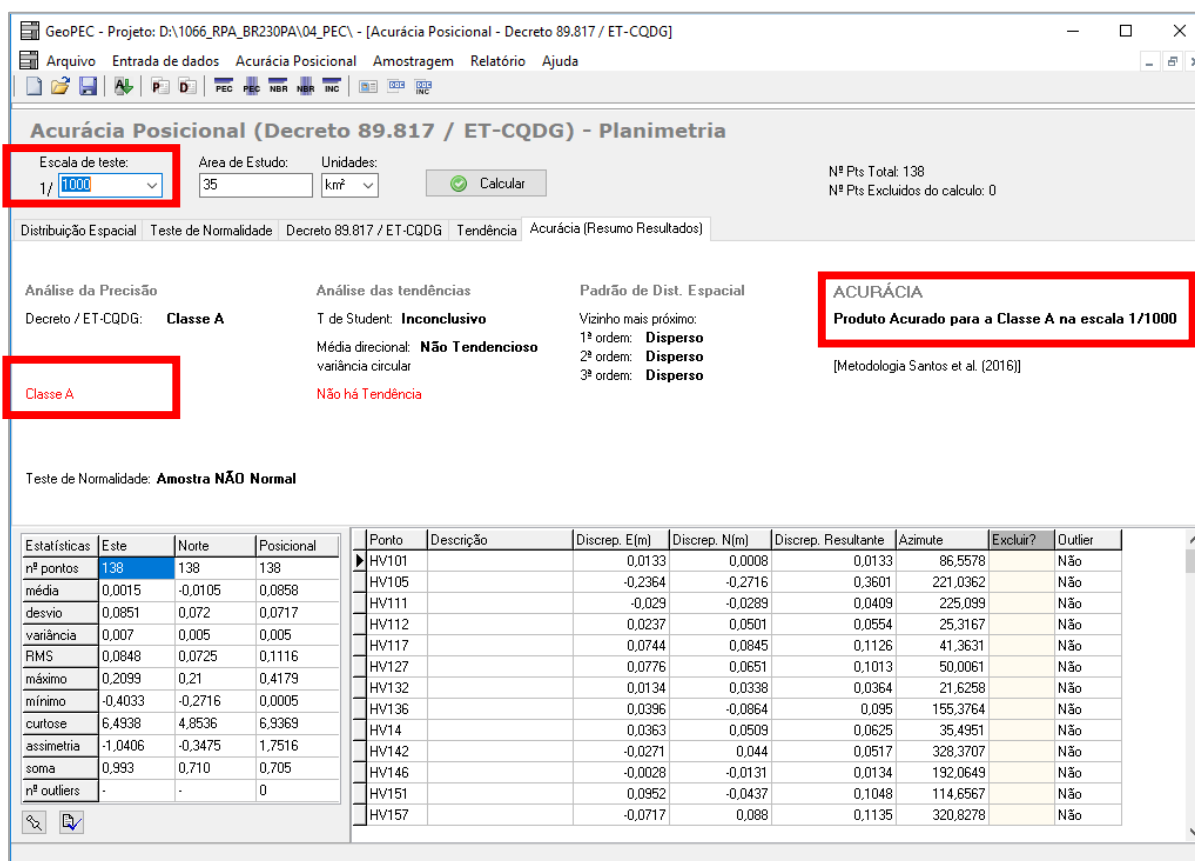 GeoPEC - Projeto: D:\1066_RPA_BR230PA\04_PEC\ - [Acurácia Posicional - Decreto 89.817 / ET-CQDG]
Arquivo Entrada de dados Acurácia Posicional Amostragem Relatório Ajuda
P D PEC PEC NBR NBR INC INC
Acurácia Posicional (Decreto 89.817 / ET-CQDG) - Planimetria
Escala de teste: Area de Estudo: Unidades:
1/ 1000 35 km² Calcular
Nº Pts Total: 138
Nº Pts Excluidos do calculo: 0
Distribuição Espacial Teste de Normalidade Decreto 89.817 / ET-CQDG Tendência Acurácia (Resumo Resultados)
Análise da Precisão Análise das tendências Padrão de Dist. Espacial ACURÁCIA
Decreto / ET-CQDG: Classe A T de Student: Inconclusivo Vizinho mais próximo: Produto Acurado para a Classe A na escala 1/1000
1ª ordem: Disperso
Média direcional: Não Tendencioso 2ª ordem: Disperso
variância circular 3ª ordem: Disperso [Metodologia Santos et al. (2016)]
Classe A Não há Tendência
Teste de Normalidade: Amostra NÃO Normal
Estatísticas Este Norte Posicional
nº pontos 138 138 138
média 0,0015 -0,0105 0,0858
desvio 0,0851 0,072 0,0717
variância 0,007 0,005 0,005
RMS 0,0848 0,0725 0,1116
máximo 0,2099 0,21 0,4179
mínimo -0,4033 -0,2716 0,0005
curtose 6,4938 4,8536 6,9369
assimetria -1,0406 -0,3475 1,7516
soma 0,993 0,710 0,705
nº outliers - - 0
Ponto Descrição Discrep. E(m) Discrep. N(m) Discrep. Resultante Azimute Excluir? Outlier
HV101 0,0133 0,0008 0,0133 86,5578 Não
HV105 -0,2364 -0,2716 0,3601 221,0362 Não
HV111 -0,029 -0,0289 0,0409 225,099 Não
HV112 0,0237 0,0501 0,0554 25,3167 Não
HV117 0,0744 0,0845 0,1126 41,3631 Não
HV127 0,0776 0,0651 0,1013 50,0061 Não
HV132 0,0134 0,0338 0,0364 21,6258 Não
HV136 0,0396 -0,0864 0,095 155,3764 Não
HV14 0,0363 0,0509 0,0625 35,4951 Não
HV142 -0,0271 0,044 0,0517 328,3707 Não
HV146 -0,0028 -0,0131 0,0134 192,0649 Não
HV151 0,0952 -0,0437 0,1048 114,6567 Não
HV157 -0,0717 0,088 0,1135 320,8278 Não